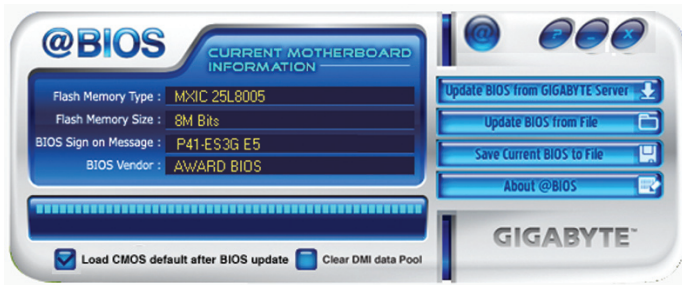 @BIOS
CURRENT MOTHERBOARD
INFORMATION
Flash Memory Type : MXIC 25L8005
Flash Memory Size : 8M Bits
BIOS Sign on Message : P41-ES3G E5
BIOS Vendor : AWARD BIOS
Load CMOS default after BIOS update
Clear DMI data Pool
@
? _ X
Update BIOS from GIGABYTE Server
Update BIOS from File
Save Current BIOS to File
About @BIOS
GIGABYTE™